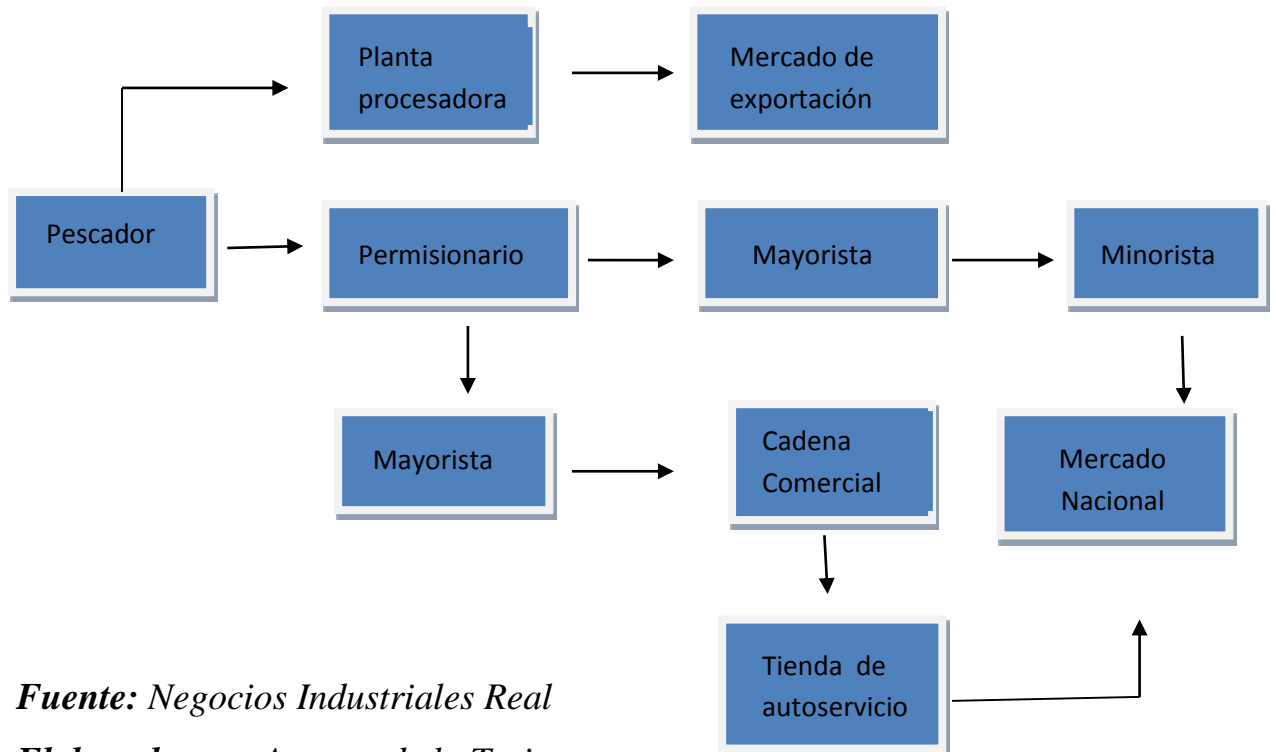 Planta
procesadora
Mercado de
exportación
Pescador
Permisionario
Mayorista
Minorista
Mayorista
Cadena
Comercial
Mercado
Nacional
Tienda de
autoservicio
Fuente: Negocios Industriales Real